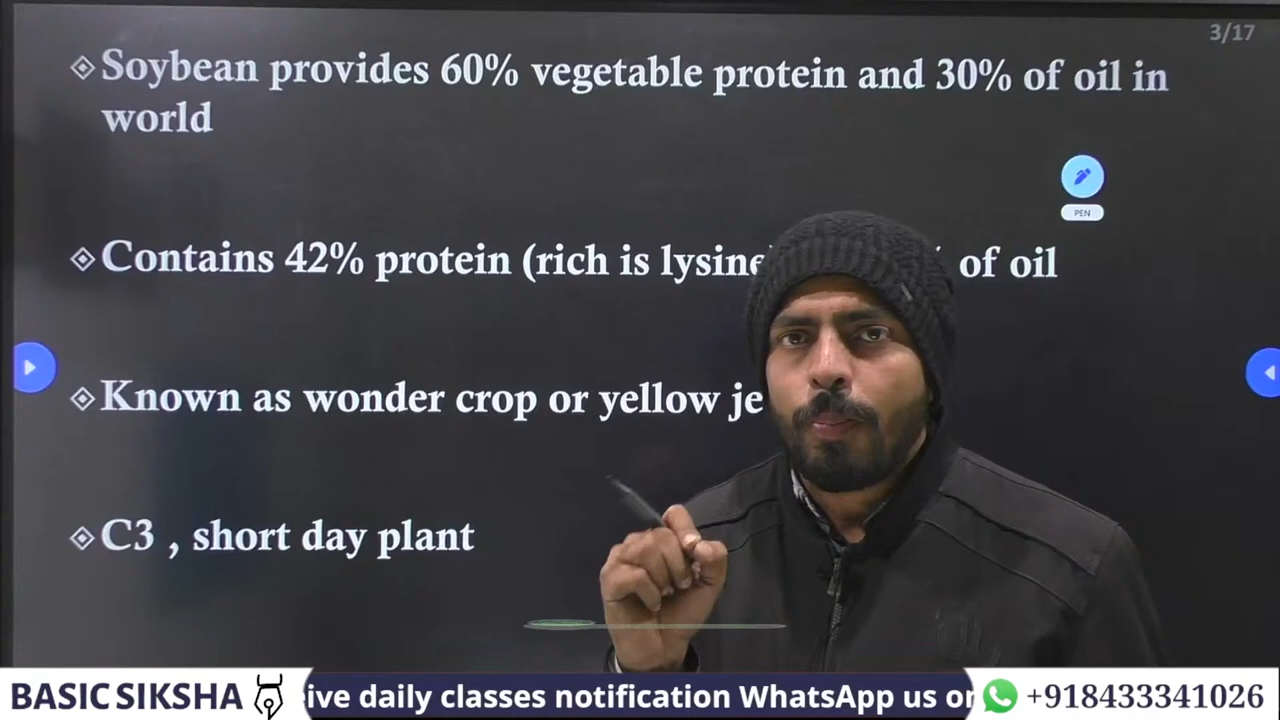 3/17
Soybean provides 60% vegetable protein and 30% of oil in
world
PEN
Contains 42% protein (rich is lysine % of oil
Known as wonder crop or yellow je
C3 , short day plant
BASIC SIKSHA ive daily classes notification WhatsApp us on +918433341026